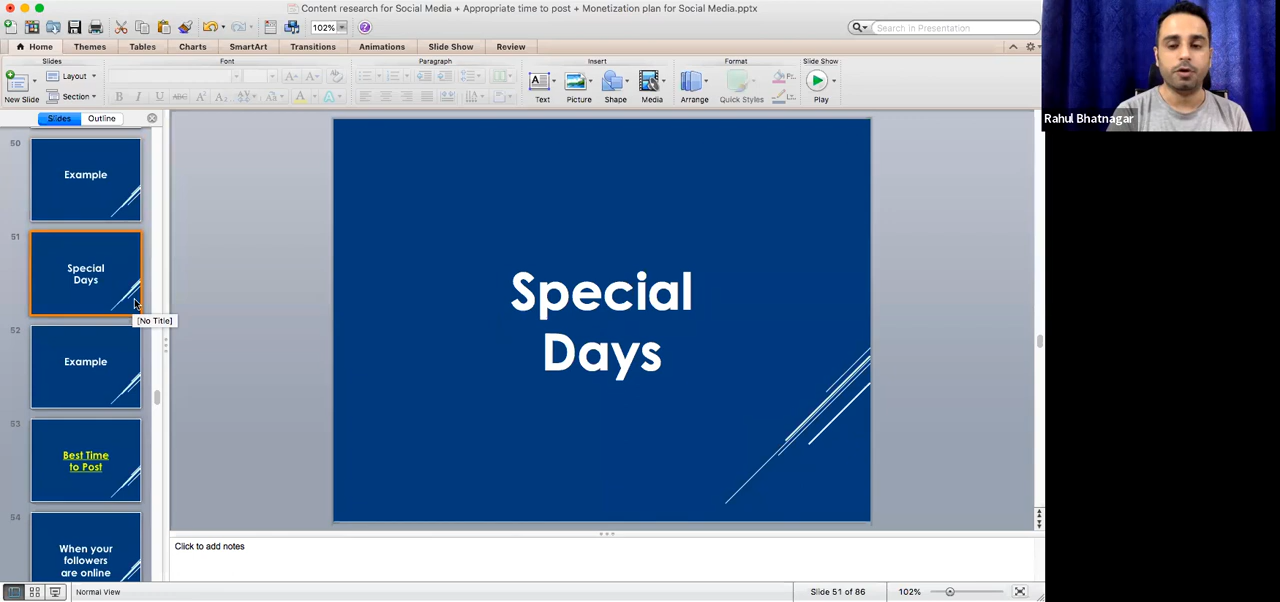 Content research for Social Media + Appropriate time to post + Monetization plan for Social Media.pptx
102%
Search in Presentation
Home
Themes
Tables
Charts
SmartArt
Transitions
Animations
Slide Show
Review
Slides
Font
Paragraph
Insert
Format
Slide Show
New Slide
Layout
Section
B I U ABC A² A₂
Text
Picture
Shape
Media
Arrange
Quick Styles
Play
Slides
Outline
50
Example
51
Special
Days
[No Title]
52
Example
53
Best Time
to Post
54
When your
followers
are online
Special
Days
Click to add notes
Normal View
Slide 51 of 86
102%
Rahul Bhatnagar